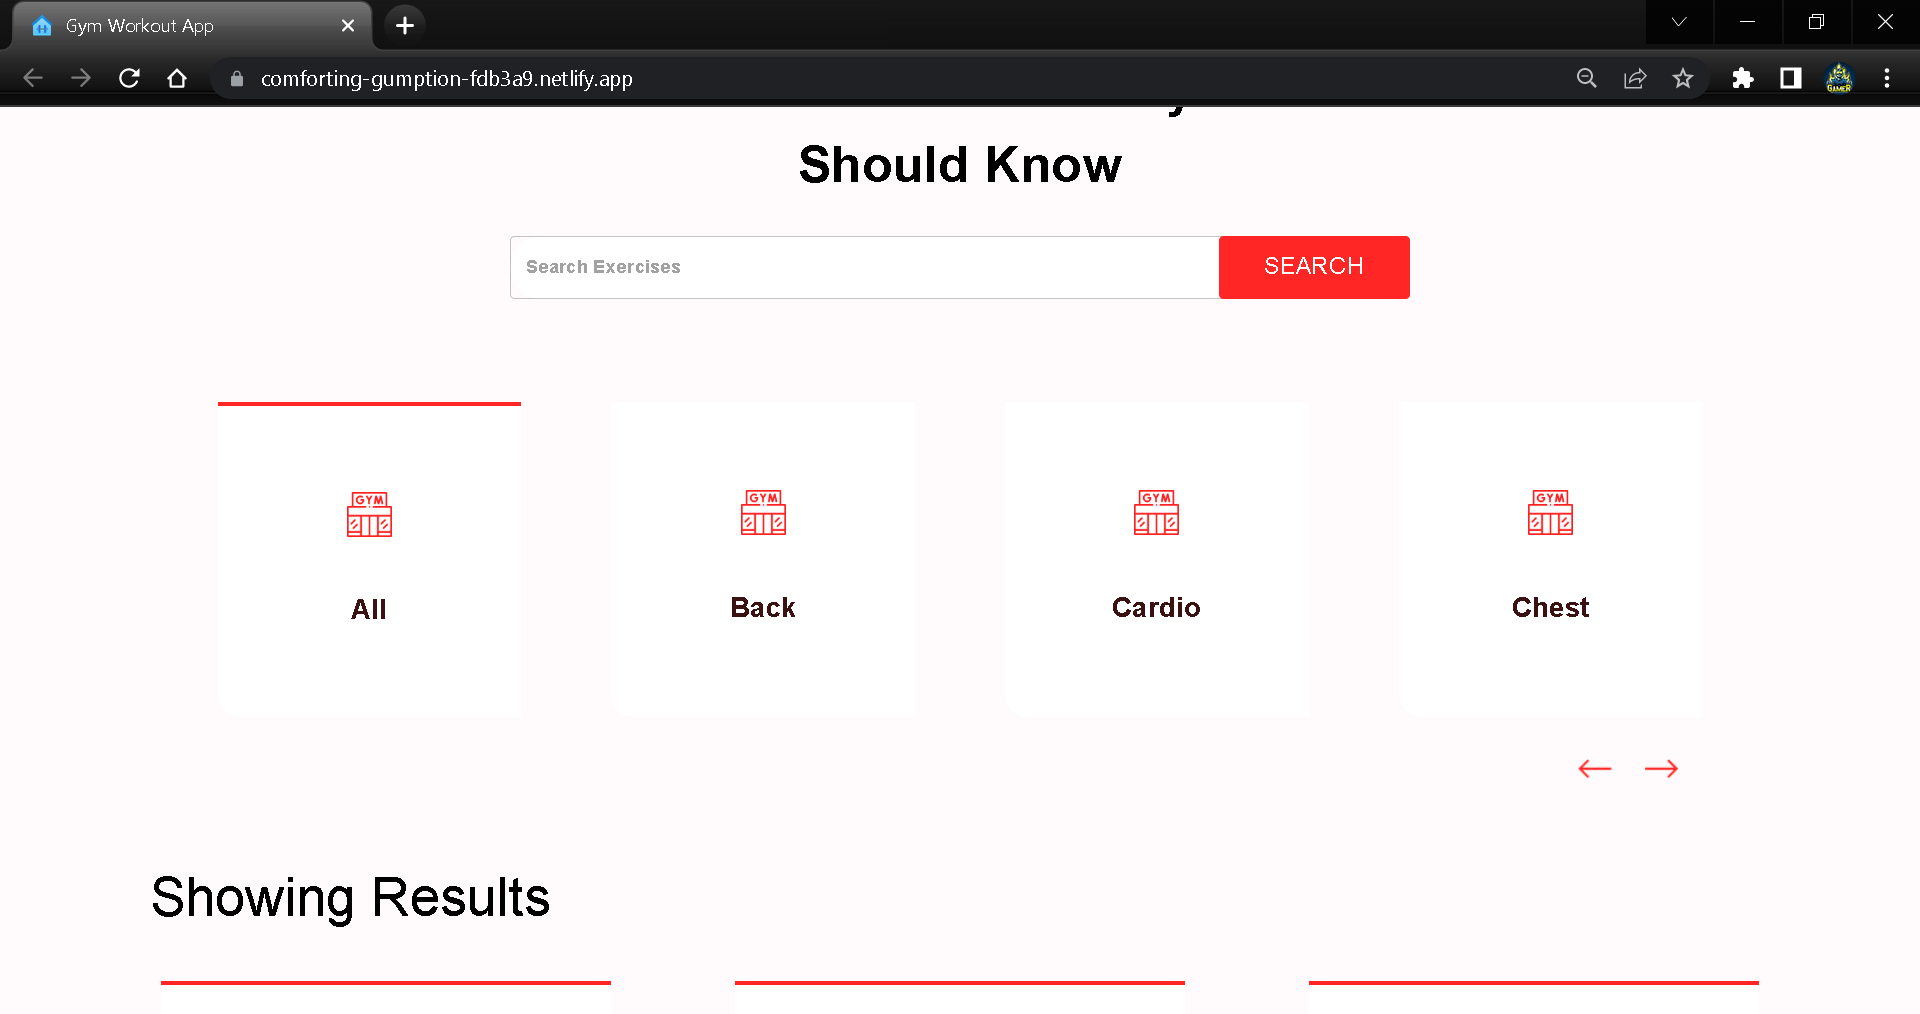 Gym Workout App
comforting-gumption-fdb3a9.netlify.app
GAMER
Should Know
Search Exercises
SEARCH
GYM
GYM
GYM
GYM
All
Back
Cardio
Chest
Showing Results